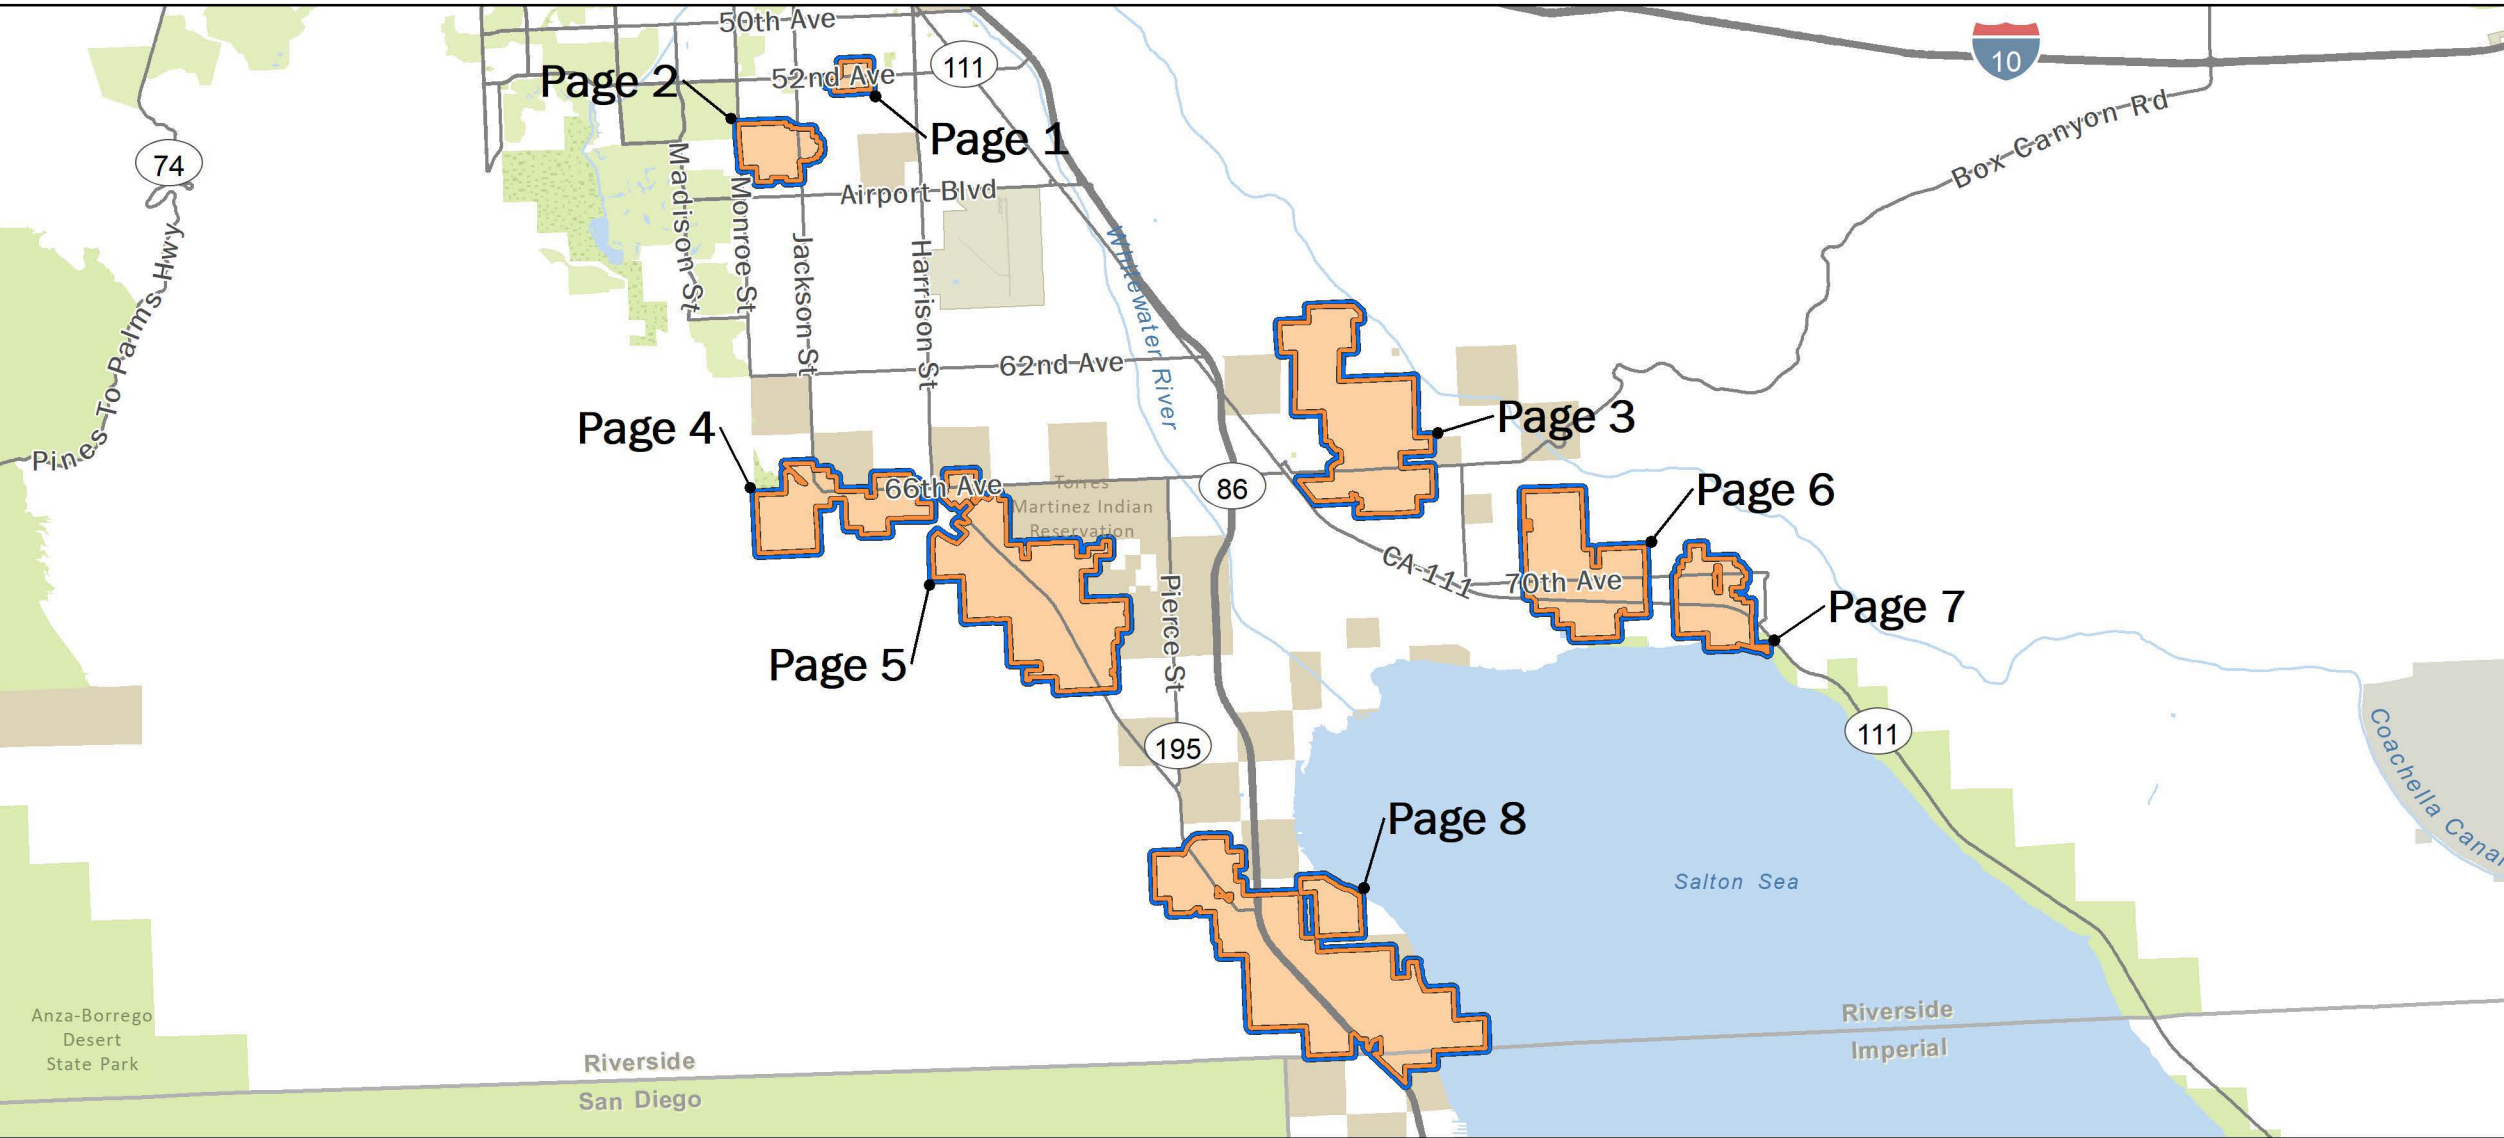 50th Ave
10
111
52nd Ave
Page 2
Page 1
Box Canyon Rd
74
Airport Blvd
Madison St
Monroe St
Jackson St
Harrison St
Whitewater River
Pines To Palms Hwy
62nd Ave
Page 4
Page 3
66th Ave
Torres
Martinez Indian
Reservation
86
Page 6
CA-111
70th Ave
Pierce St
Page 7
Page 5
195
111
Coachella Canal
Page 8
Salton Sea
Anza-Borrego
Desert
State Park
Riverside
Imperial
Riverside
San Diego